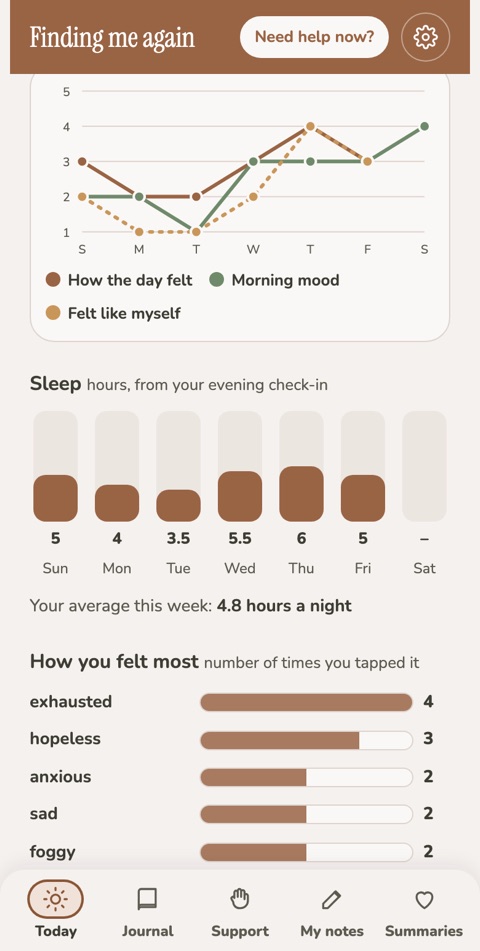 Finding me again
Need help now?
5
4
3
2
1
S M T W T F S
How the day felt Morning mood
Felt like myself
Sleep hours, from your evening check-in
5 4 3.5 5.5 6 5 –
Sun Mon Tue Wed Thu Fri Sat
Your average this week: 4.8 hours a night
How you felt most number of times you tapped it
exhausted 4
hopeless 3
anxious 2
sad 2
foggy 2
Today Journal Support My notes Summaries